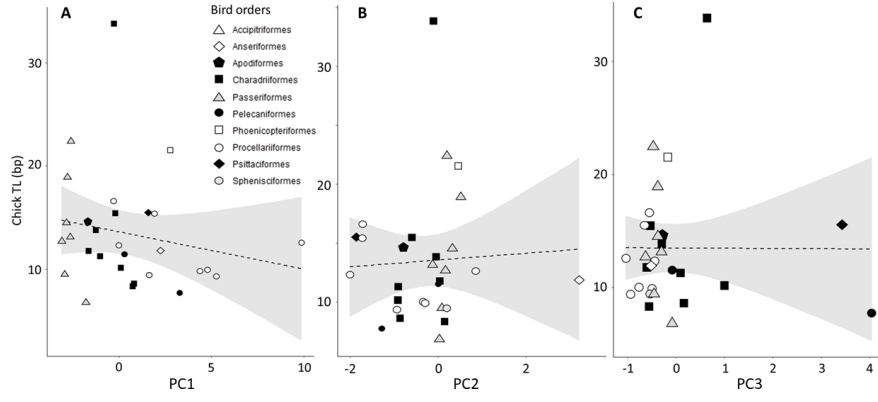 A
Bird orders
Accipitriformes
Anseriformes
Apodiformes
Charadriiformes
Passeriformes
Pelecaniformes
Phoenicopteriformes
Procellariiformes
Psittaciformes
Sphenisciformes
Chick TL (bp)
30
20
10
0
5
10
PC1
B
30
20
10
-2
0
2
PC2
C
30
20
10
-1
0
1
2
3
4
PC3